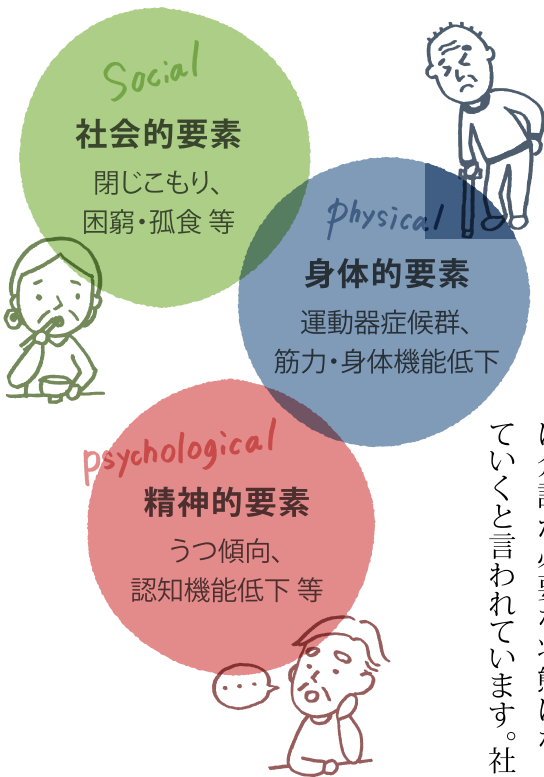 Social
社会的要素
閉じこもり、
困窮・孤食 等
physical
身体的要素
運動器症候群、
筋力・身体機能低下
psychological
精神的要素
うつ傾向、
認知機能低下 等
ていくと言われています。社